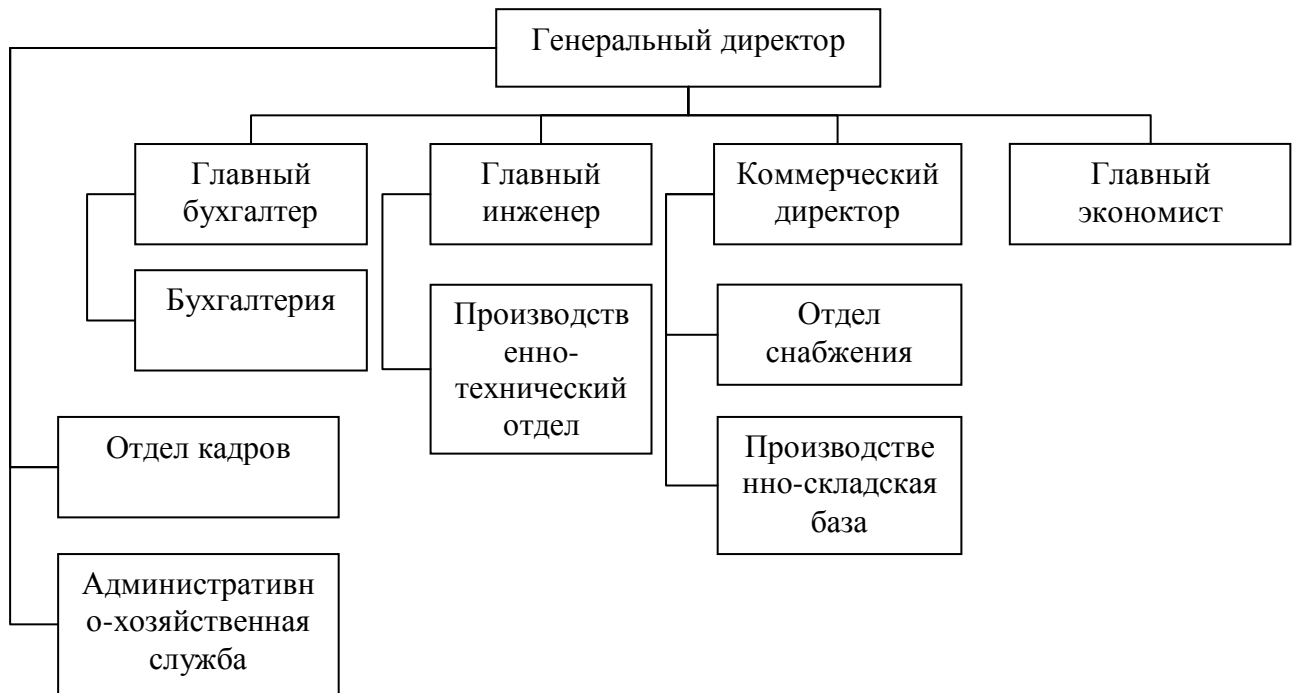 Генеральный директор
Главный
бухгалтер
Главный
инженер
Коммерческий
директор
Главный
экономист
Бухгалтерия
Производств
енно-
технический
отдел
Отдел
снабжения
Отдел кадров
Производстве
нно-складская
база
Административн
о-хозяйственная
служба